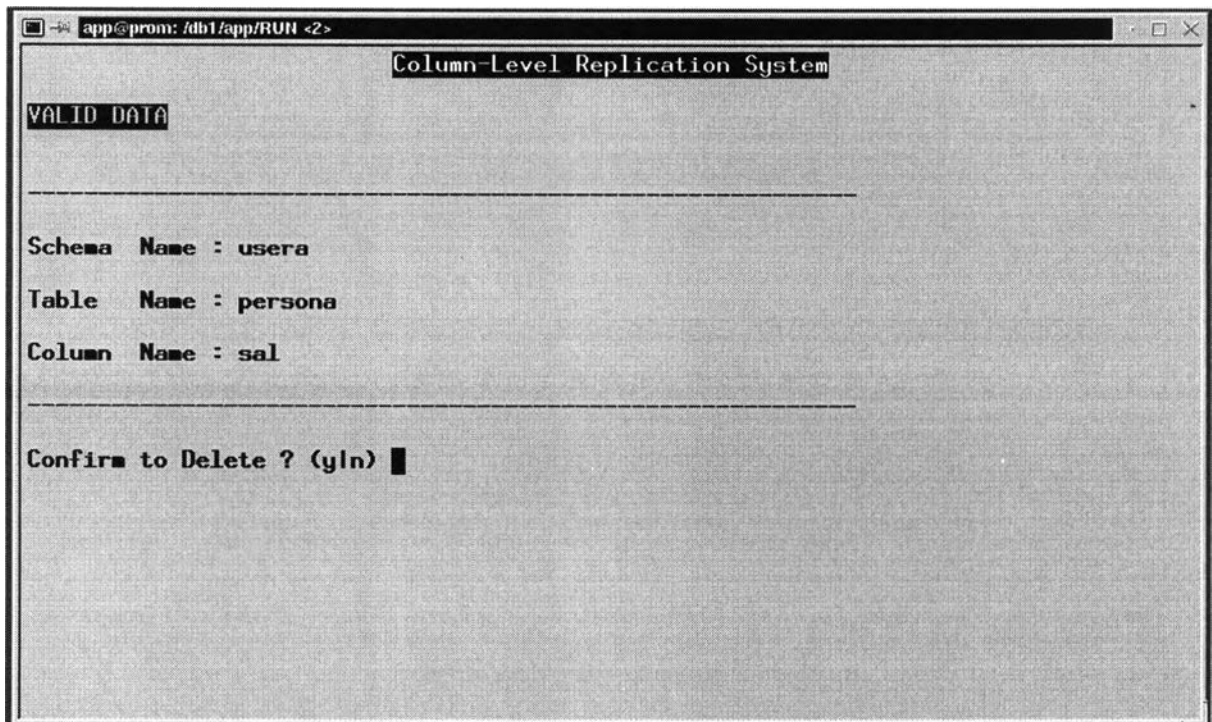 app@prom: /db1/app/RUN <2>
Column-Level Replication System
VALID DATA
Schema Name : usera
Table Name : persona
Column Name : sal
Confirm to Delete ? (y|n)